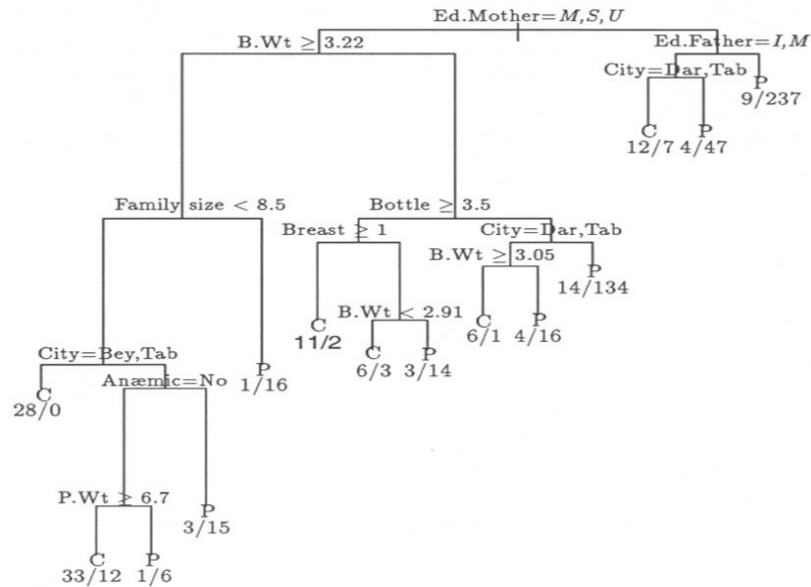 Ed.Mother=M,S,U
B.Wt ≥ 3.22
Ed.Father=I,M
City=Dar,Tab
P
9/237
C
P
12/7
4/47
Family size < 8.5
Bottle ≥ 3.5
Breast ≥ 1
City=Dar,Tab
B.Wt ≥ 3.05
P
14/134
B.Wt < 2.91
C
11/2
C
P
6/1
4/16
City=Bey,Tab
C
P
6/3
3/14
P
1/16
Anæmic=No
C
28/0
P.Wt ≥ 6.7
P
3/15
C
P
33/12
1/6